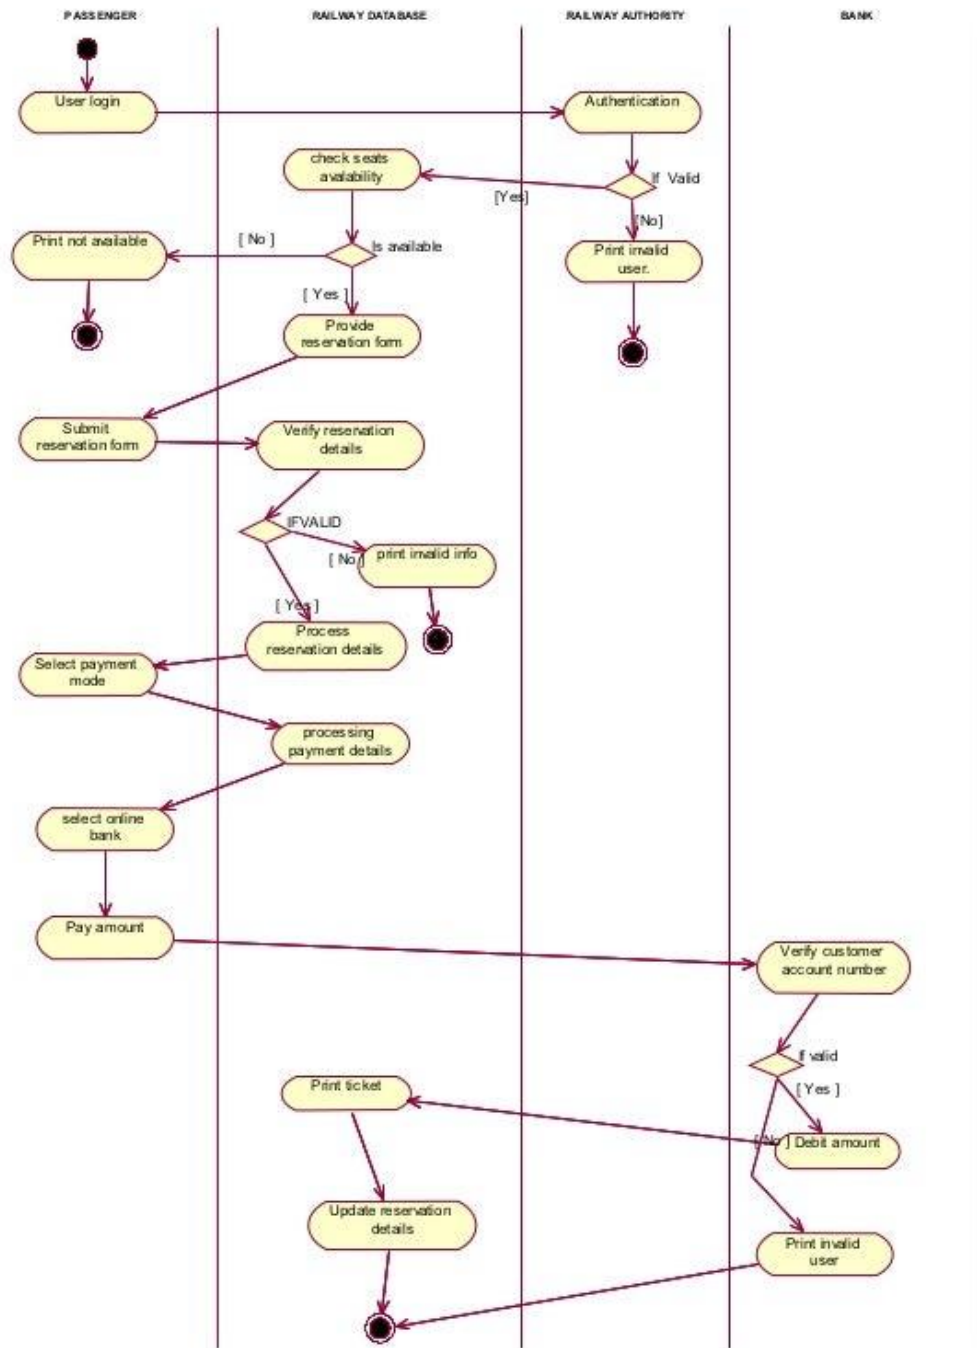 PASSENGER
RAILWAY DATABASE
RAILWAY AUTHORITY
BANK
User login
Authentication
check seats
avalability
If Valid
[Yes]
[No]
Print not available
[ No ]
Is available
Print invalid
user.
[ Yes ]
Provide
reservation form
Submit
reservation form
Verify reservation
details
IFVALID
[ No ]
print invalid info
[ Yes ]
Process
reservation details
Select payment
mode
processing
payment details
select online
bank
Pay amount
Verify customer
account number
If valid
[ Yes ]
Print ticket
[ No ]
Debit amount
Update reservation
details
Print invalid
user